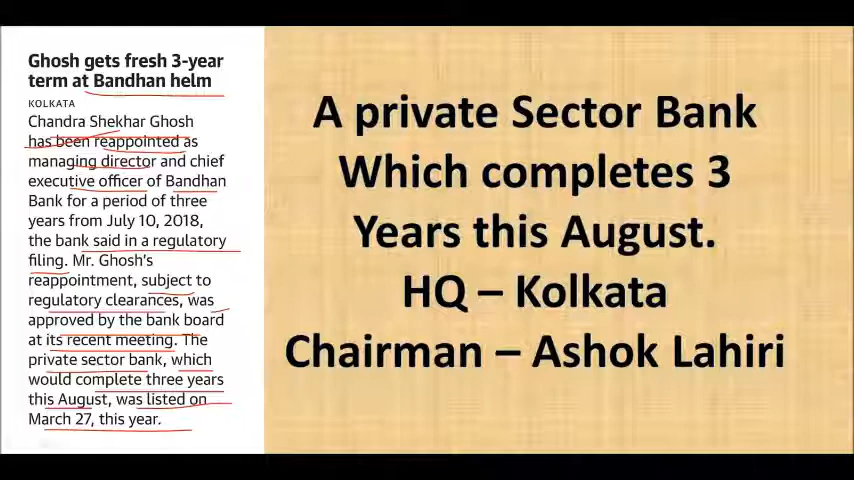 Ghosh gets fresh 3-year
term at Bandhan helm
KOLKATA
Chandra Shekhar Ghosh
has been reappointed as
managing director and chief
executive officer of Bandhan
Bank for a period of three
years from July 10, 2018,
the bank said in a regulatory
filing. Mr. Ghosh's
reappointment, subject to
regulatory clearances, was
approved by the bank board
at its recent meeting. The
private sector bank, which
would complete three years
this August, was listed on
March 27, this year.
A private Sector Bank
Which completes 3
Years this August.
HQ – Kolkata
Chairman – Ashok Lahiri